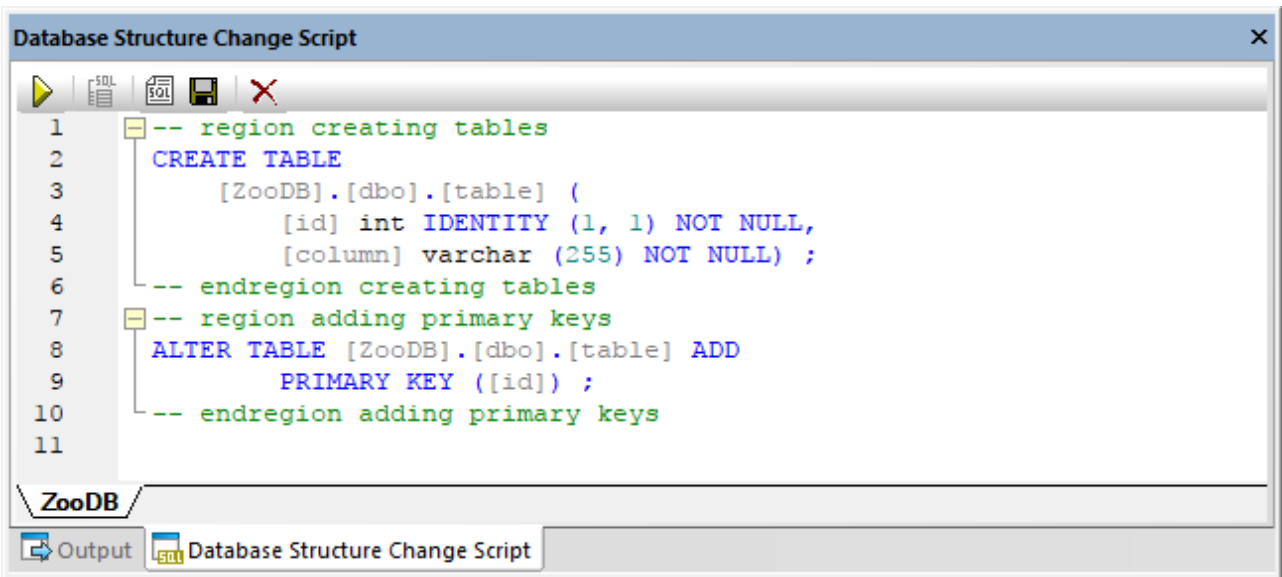 Database Structure Change Script
SQL SQL
1 -- region creating tables
2 CREATE TABLE
3 [ZooDB].[dbo].[table] (
4 [id] int IDENTITY (1, 1) NOT NULL,
5 [column] varchar (255) NOT NULL) ;
6 -- endregion creating tables
7 -- region adding primary keys
8 ALTER TABLE [ZooDB].[dbo].[table] ADD
9 PRIMARY KEY ([id]) ;
10 -- endregion adding primary keys
11
ZooDB
Output SQL Database Structure Change Script